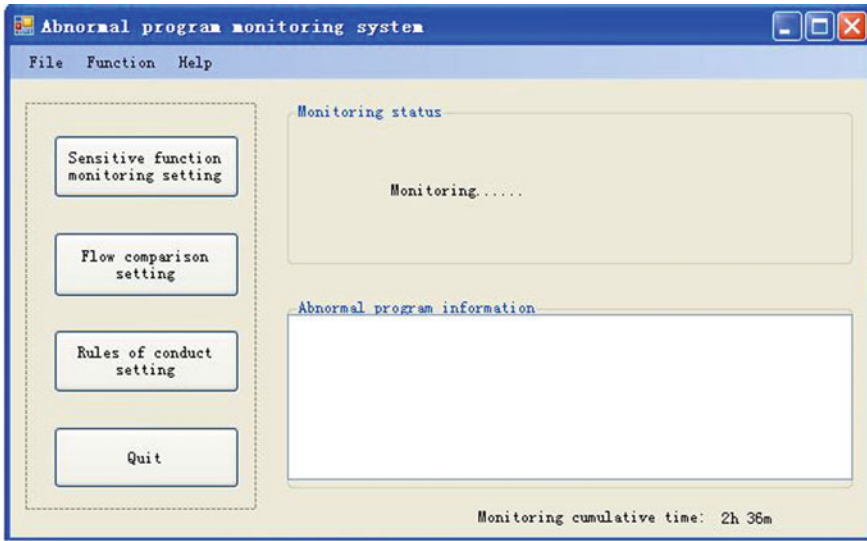 Abnormal program monitoring system
File Function Help
Sensitive function
monitoring setting
Flow comparison
setting
Rules of conduct
setting
Quit
Monitoring status
Monitoring......
Abnormal program information
Monitoring cumulative time: 2h 36m